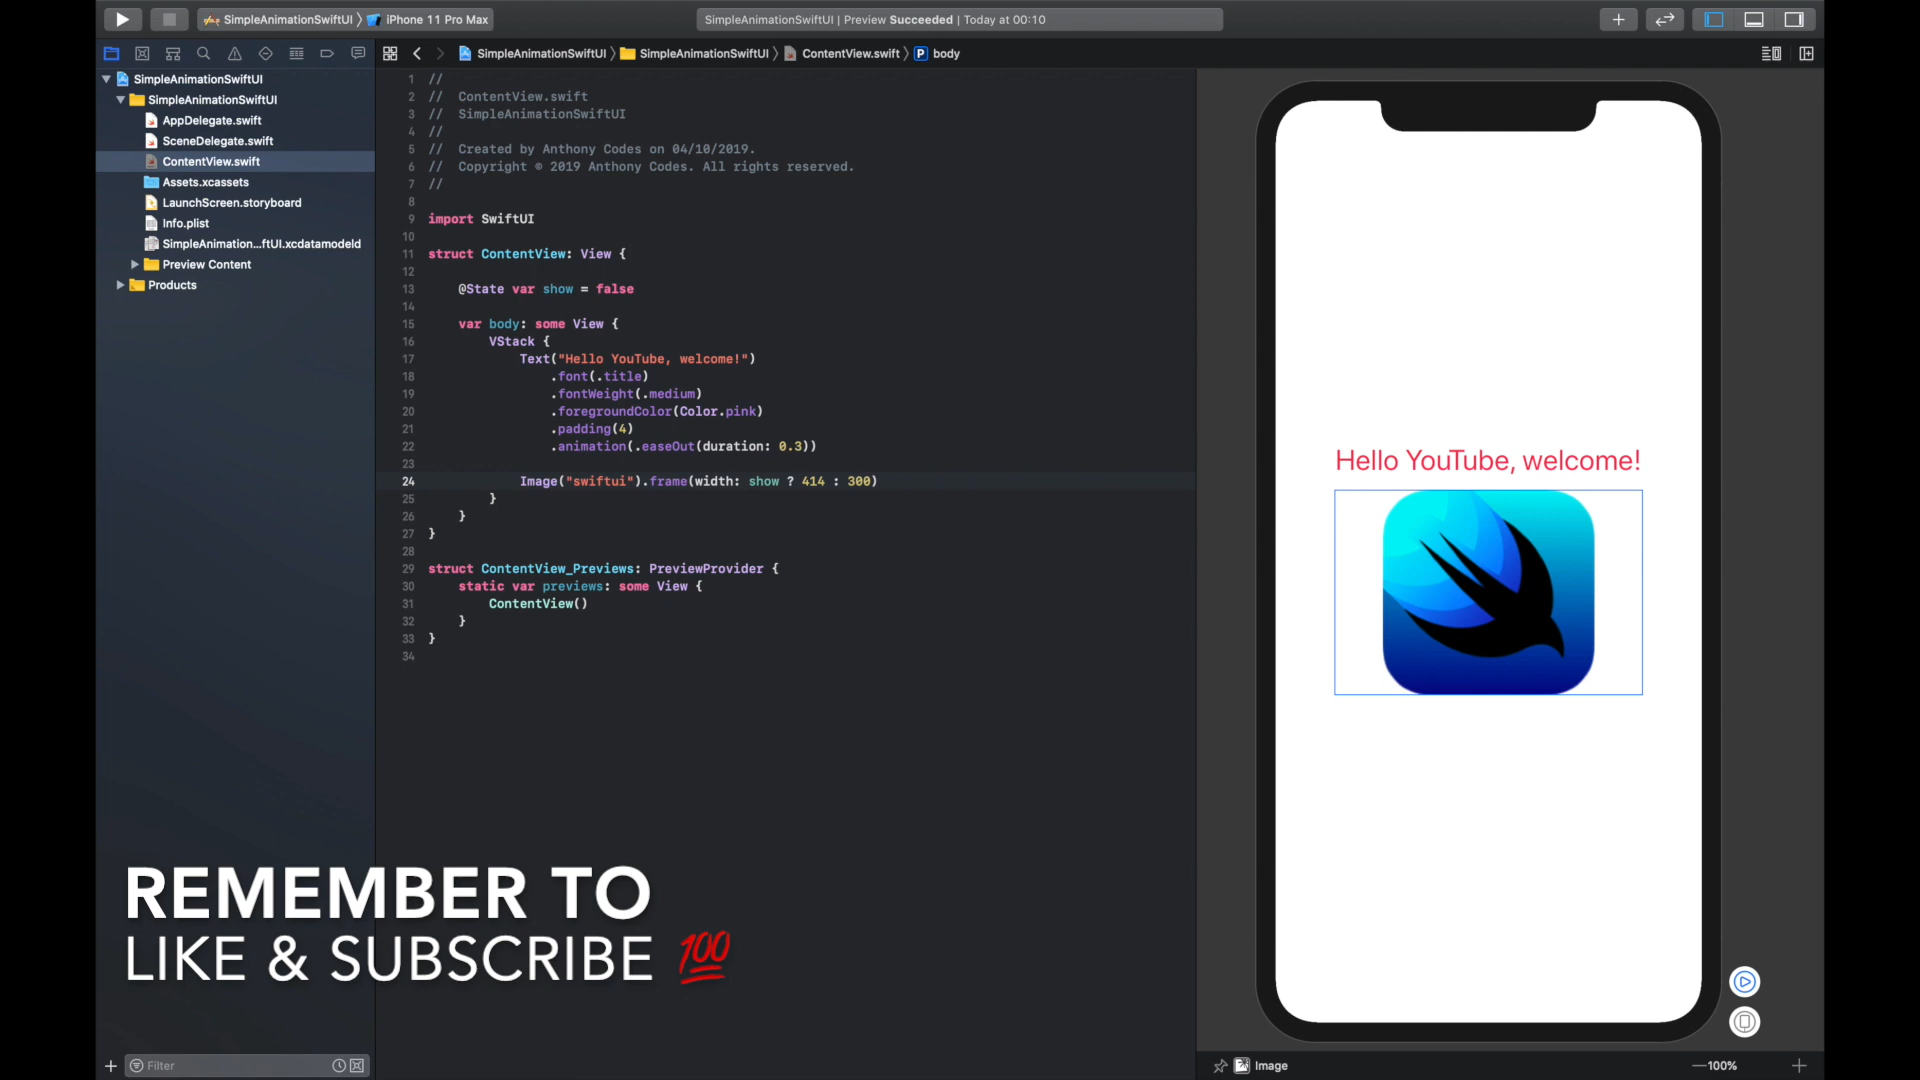 SimpleAnimationSwiftUI 〉 iPhone 11 Pro Max
SimpleAnimationSwiftUI | Preview Succeeded | Today at 00:10
SimpleAnimationSwiftUI 〉 SimpleAnimationSwiftUI 〉 ContentView.swift 〉 P body
SimpleAnimationSwiftUI
SimpleAnimationSwiftUI
AppDelegate.swift
SceneDelegate.swift
ContentView.swift
Assets.xcassets
LaunchScreen.storyboard
Info.plist
SimpleAnimation...ftUI.xcdatamodeld
Preview Content
Products
1 //
2 //  ContentView.swift
3 //  SimpleAnimationSwiftUI
4 //
5 //  Created by Anthony Codes on 04/10/2019.
6 //  Copyright © 2019 Anthony Codes. All rights reserved.
7 //
8
9 import SwiftUI
10
11 struct ContentView: View {
12
13     @State var show = false
14
15     var body: some View {
16         VStack {
17             Text("Hello YouTube, welcome!")
18                 .font(.title)
19                 .fontWeight(.medium)
20                 .foregroundColor(Color.pink)
21                 .padding(4)
22                 .animation(.easeOut(duration: 0.3))
23
24             Image("swiftui").frame(width: show ? 414 : 300)
25         }
26     }
27 }
28
29 struct ContentView_Previews: PreviewProvider {
30     static var previews: some View {
31         ContentView()
32     }
33 }
34
Hello YouTube, welcome!
REMEMBER TO
LIKE & SUBSCRIBE 💯
Filter
Image
100%